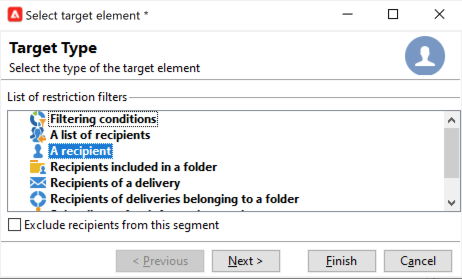 Select target element *
Target Type
Select the type of the target element
List of restriction filters
Filtering conditions
A list of recipients
A recipient
Recipients included in a folder
Recipients of a delivery
Recipients of deliveries belonging to a folder
Exclude recipients from this segment
< Previous Next > Finish Cancel